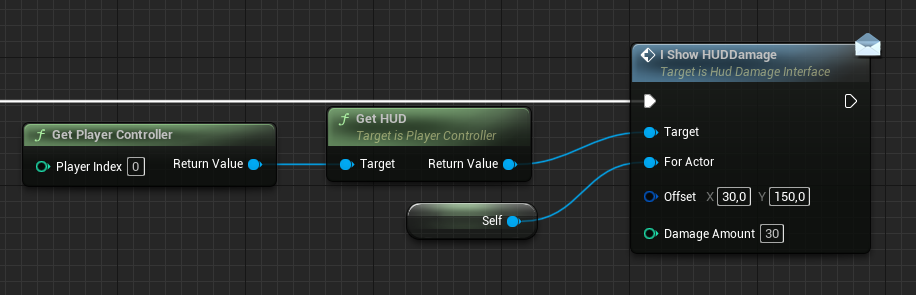 I Show HUDDamage
Target is Hud Damage Interface
Get Player Controller
Player Index 0
Return Value
Get HUD
Target is Player Controller
Target
Return Value
Self
Target
For Actor
Offset X 30,0 Y 150,0
Damage Amount 30